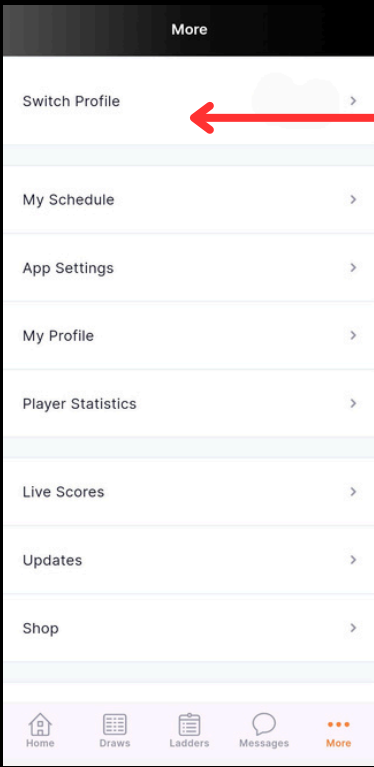 More
Switch Profile
My Schedule
App Settings
My Profile
Player Statistics
Live Scores
Updates
Shop
Home Draws Ladders Messages More